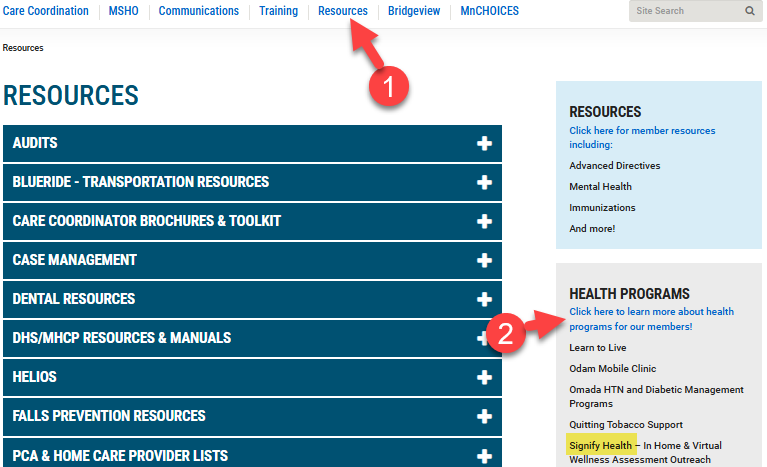 Care Coordination MSHO Communications Training Resources Bridgeview MnCHOICES Site Search
Resources
1
RESOURCES
AUDITS
BLUERIDE - TRANSPORTATION RESOURCES
CARE COORDINATOR BROCHURES & TOOLKIT
CASE MANAGEMENT
DENTAL RESOURCES
DHS/MHCP RESOURCES & MANUALS
HELIOS
FALLS PREVENTION RESOURCES
PCA & HOME CARE PROVIDER LISTS
RESOURCES
Click here for member resources
including:
Advanced Directives
Mental Health
Immunizations
And more!
2
HEALTH PROGRAMS
Click here to learn more about health
programs for our members!
Learn to Live
Odam Mobile Clinic
Omada HTN and Diabetic Management
Programs
Quitting Tobacco Support
Signify Health – In Home & Virtual
Wellness Assessment Outreach